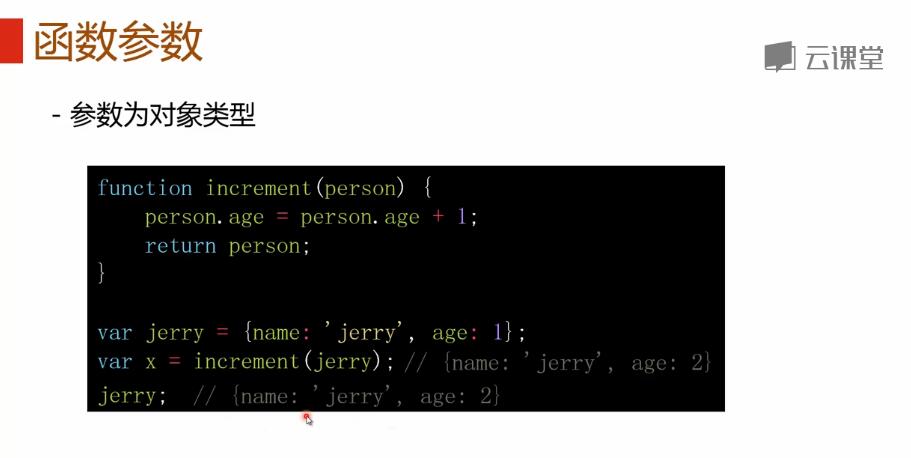 函数参数
云课堂
- 参数为对象类型
function increment(person) {
    person.age = person.age + 1;
    return person;
}
var jerry = {name: 'jerry', age: 1};
var x = increment(jerry); // {name: 'jerry', age: 2}
jerry;  // {name: 'jerry', age: 2}